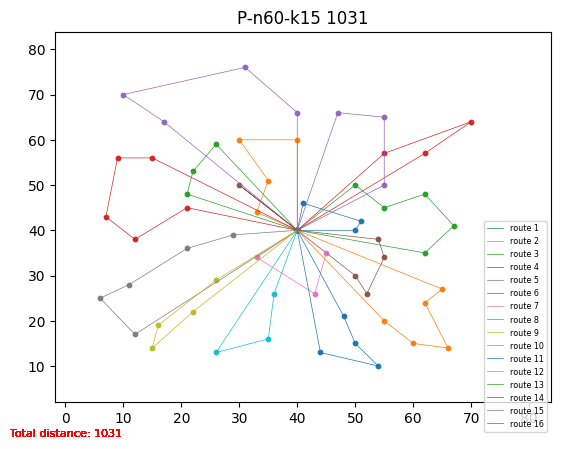 P-n60-k15 1031
80
70
60
50
40
30
20
10
0 10 20 30 40 50 60 70 80
route 1
route 2
route 3
route 4
route 5
route 6
route 7
route 8
route 9
route 10
route 11
route 12
route 13
route 14
route 15
route 16
Total distance: 1031